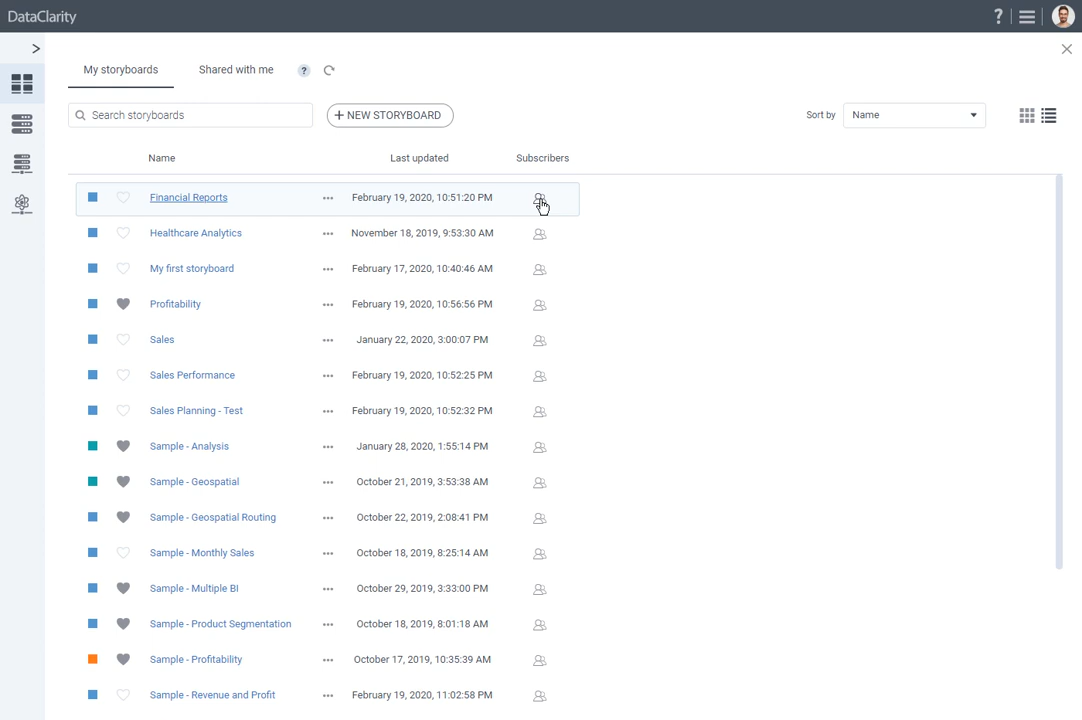 DataClarity
?
>
My storyboards
Shared with me
?
Search storyboards
+ NEW STORYBOARD
Sort by
Name
Name
Last updated
Subscribers
Financial Reports ••• February 19, 2020, 10:51:20 PM
Healthcare Analytics ••• November 18, 2019, 9:53:30 AM
My first storyboard ••• February 17, 2020, 10:40:46 AM
Profitability ••• February 19, 2020, 10:56:56 PM
Sales ••• January 22, 2020, 3:00:07 PM
Sales Performance ••• February 19, 2020, 10:52:25 PM
Sales Planning - Test ••• February 19, 2020, 10:52:32 PM
Sample - Analysis ••• January 28, 2020, 1:55:14 PM
Sample - Geospatial ••• October 21, 2019, 3:53:38 AM
Sample - Geospatial Routing ••• October 22, 2019, 2:08:41 PM
Sample - Monthly Sales ••• October 18, 2019, 8:25:14 AM
Sample - Multiple BI ••• October 29, 2019, 3:33:00 PM
Sample - Product Segmentation ••• October 18, 2019, 8:01:18 AM
Sample - Profitability ••• October 17, 2019, 10:35:39 AM
Sample - Revenue and Profit ••• February 19, 2020, 11:02:58 PM